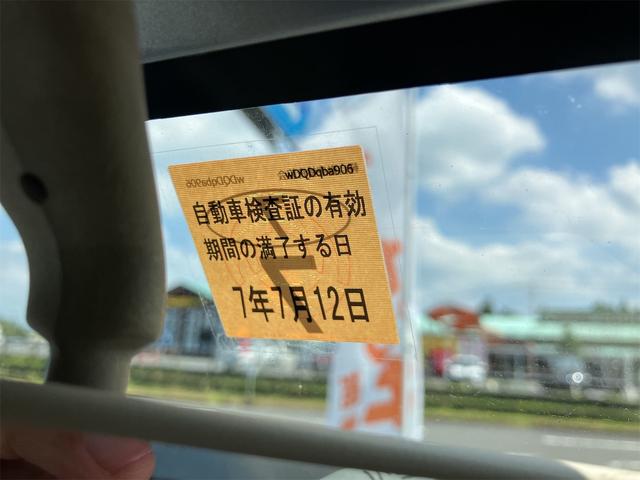 wDQDqba906
自動車検査証の有効
期間の満了する日
7年7月12日